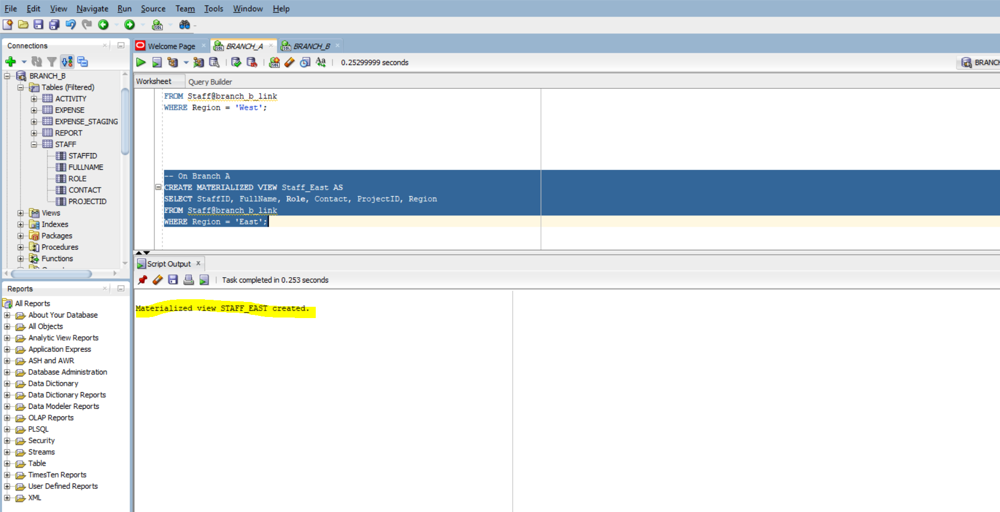 File Edit View Navigate Run Source Team Tools Window Help
Connections
BRANCH_B
Tables (Filtered)
ACTIVITY
EXPENSE
EXPENSE_STAGING
REPORT
STAFF
STAFFID
FULLNAME
ROLE
CONTACT
PROJECTID
Views
Indexes
Packages
Procedures
Functions
Reports
All Reports
About Your Database
All Objects
Analytic View Reports
Application Express
ASH and AWR
Database Administration
Data Dictionary
Data Dictionary Reports
Data Modeler Reports
OLAP Reports
PLSQL
Security
Streams
Table
TimesTen Reports
User Defined Reports
XML
Welcome Page BRANCH_A BRANCH_B
0.25299999 seconds
BRANCH
Worksheet Query Builder
FROM Staff@branch_b_link
WHERE Region = 'West';
-- On Branch A
CREATE MATERIALIZED VIEW Staff_East AS
SELECT StaffID, FullName, Role, Contact, ProjectID, Region
FROM Staff@branch_b_link
WHERE Region = 'East';
Script Output x
Task completed in 0.253 seconds
Materialized view STAFF_EAST created.